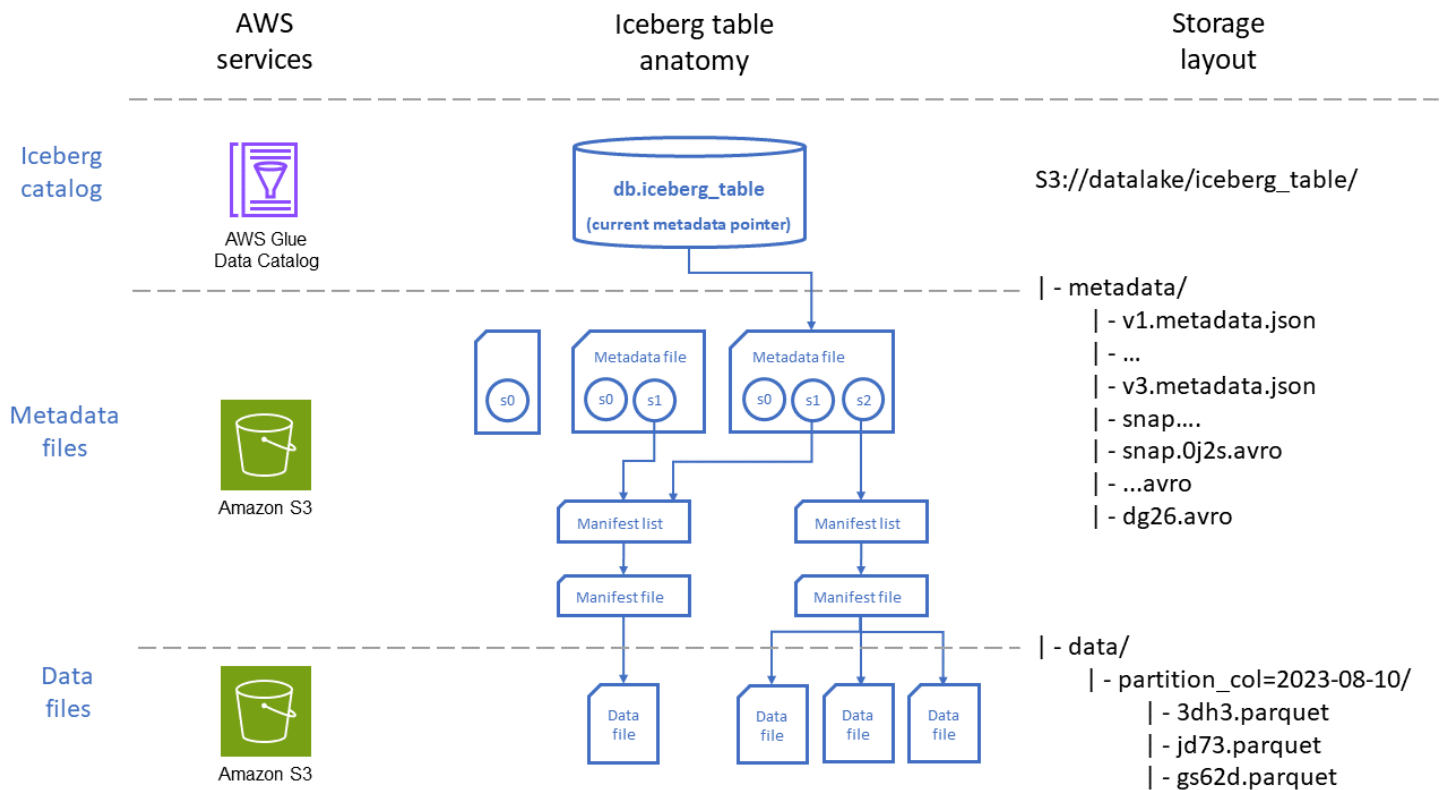 AWS
services
Iceberg table
anatomy
Storage
layout
Iceberg
catalog
AWS Glue
Data Catalog
db.iceberg_table
(current metadata pointer)
S3://datalake/iceberg_table/
Metadata
files
Amazon S3
s0
Metadata file
s0
s1
Metadata file
s0
s1
s2
Manifest list
Manifest list
Manifest file
Manifest file
| - metadata/
| - v1.metadata.json
| - ...
| - v3.metadata.json
| - snap....
| - snap.0j2s.avro
| - ...avro
| - dg26.avro
Data
files
Amazon S3
Data
file
Data
file
Data
file
Data
file
| - data/
| - partition_col=2023-08-10/
| - 3dh3.parquet
| - jd73.parquet
| - gs62d.parquet